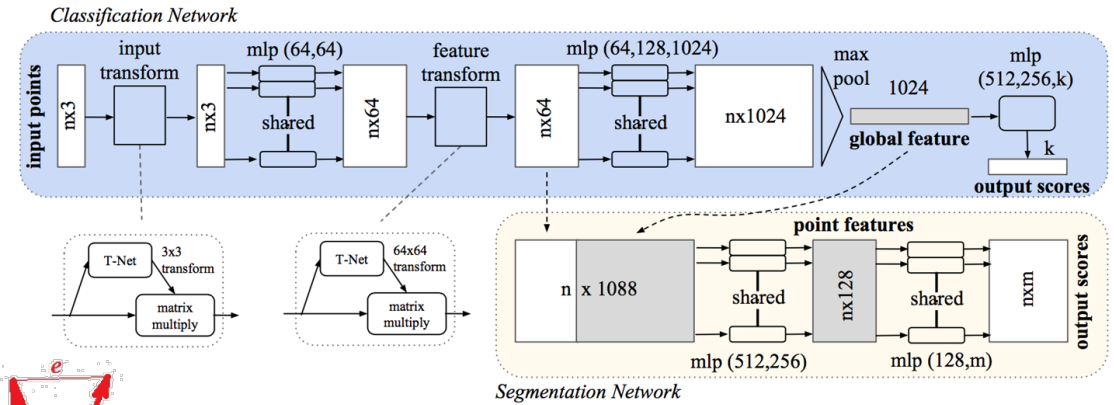 Classification Network
input points
nx3
input
transform
nx3
mlp (64,64)
shared
nx64
feature
transform
nx64
mlp (64,128,1024)
shared
nx1024
max
pool
1024
global feature
mlp
(512,256,k)
k
output scores
T-Net
3x3
transform
matrix
multiply
T-Net
64x64
transform
matrix
multiply
point features
n x 1088
shared
mlp (512,256)
nx128
shared
mlp (128,m)
nxm
output scores
Segmentation Network
e